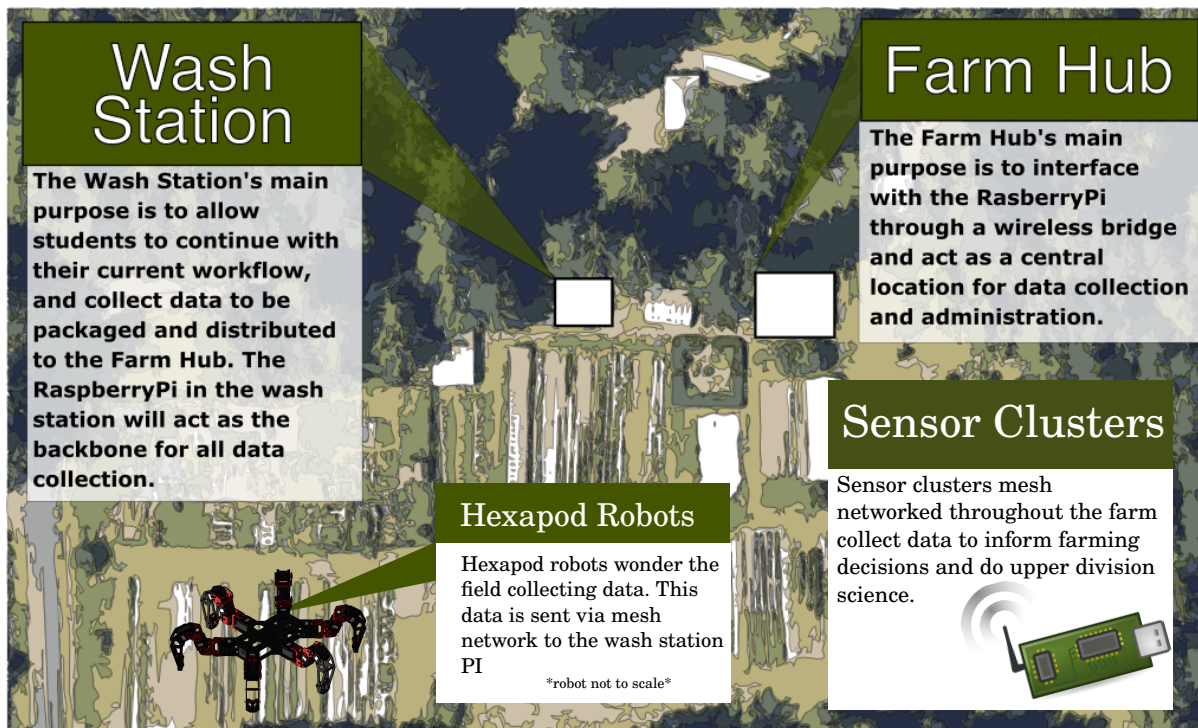 Wash
Station
The Wash Station's main
purpose is to allow
students to continue with
their current workflow,
and collect data to be
packaged and distributed
to the Farm Hub. The
RaspberryPi in the wash
station will act as the
backbone for all data
collection.
Farm Hub
The Farm Hub's main
purpose is to interface
with the RasberryPi
through a wireless bridge
and act as a central
location for data collection
and administration.
Hexapod Robots
Hexapod robots wonder the
field collecting data. This
data is sent via mesh
network to the wash station
PI
*robot not to scale*
Sensor Clusters
Sensor clusters mesh
networked throughout the farm
collect data to inform farming
decisions and do upper division
science.